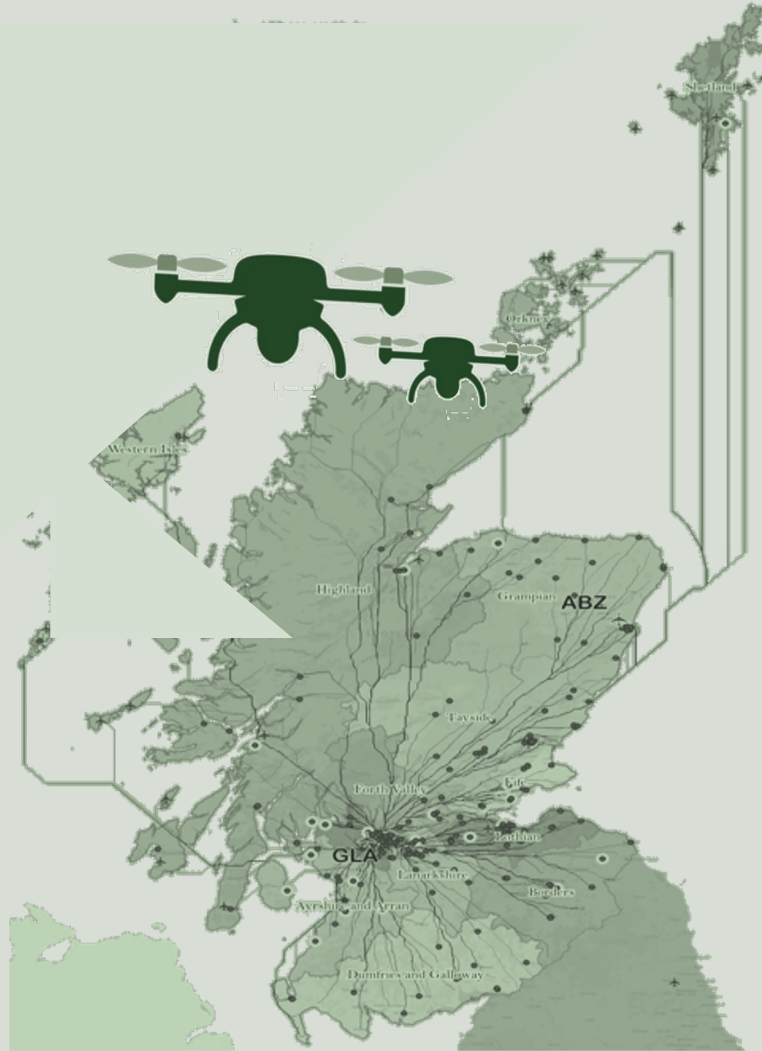 Shetland
Orkney
Western Isles
Highland
Grampian
ABZ
Tayside
Fife
Forth Valley
Lothian
GLA
Lanarkshire
Borders
Ayrshire and Arran
Dumfries and Galloway